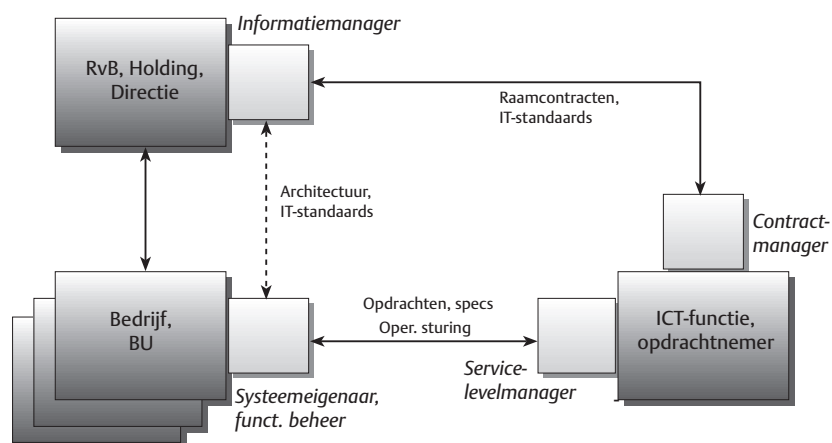 Informatiemanager
RvB, Holding,
Directie
Raamcontracten,
IT-standaards
Architectuur,
IT-standaards
Contract-
manager
Bedrijf,
BU
Opdrachten, specs
Oper. sturing
ICT-functie,
opdrachtnemer
Systeemeigenaar,
funct. beheer
Service-
levelmanager